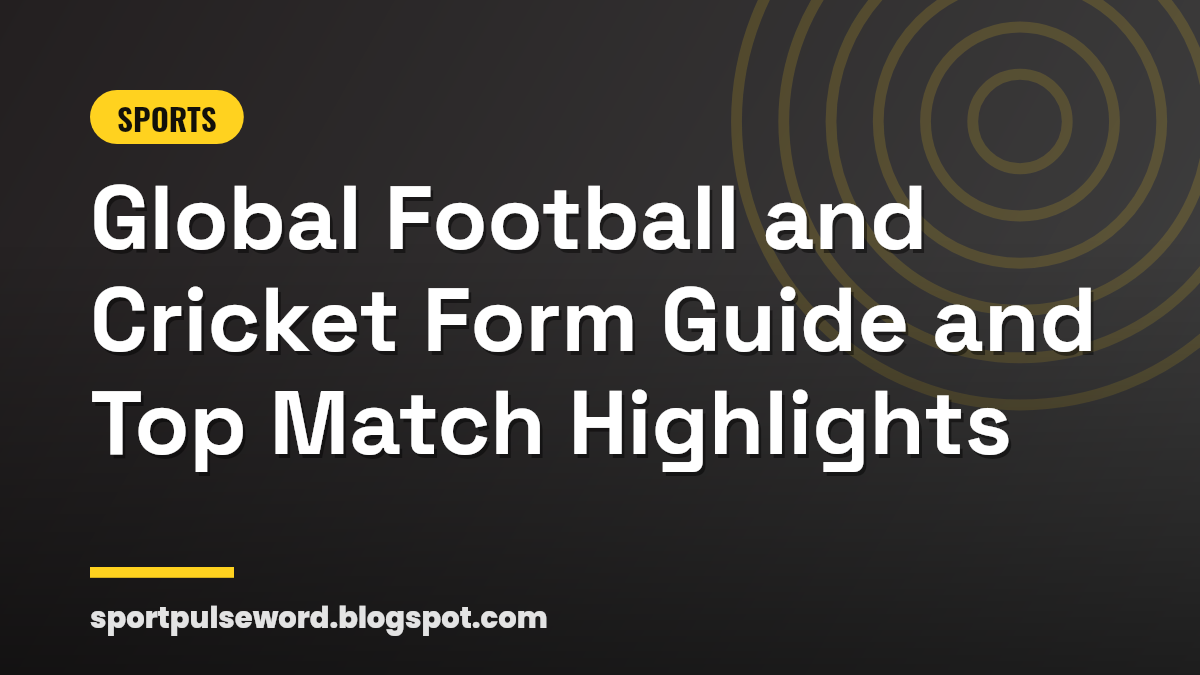 SPORTS
Global Football and
Cricket Form Guide and
Top Match Highlights
sportpulseword.blogspot.com